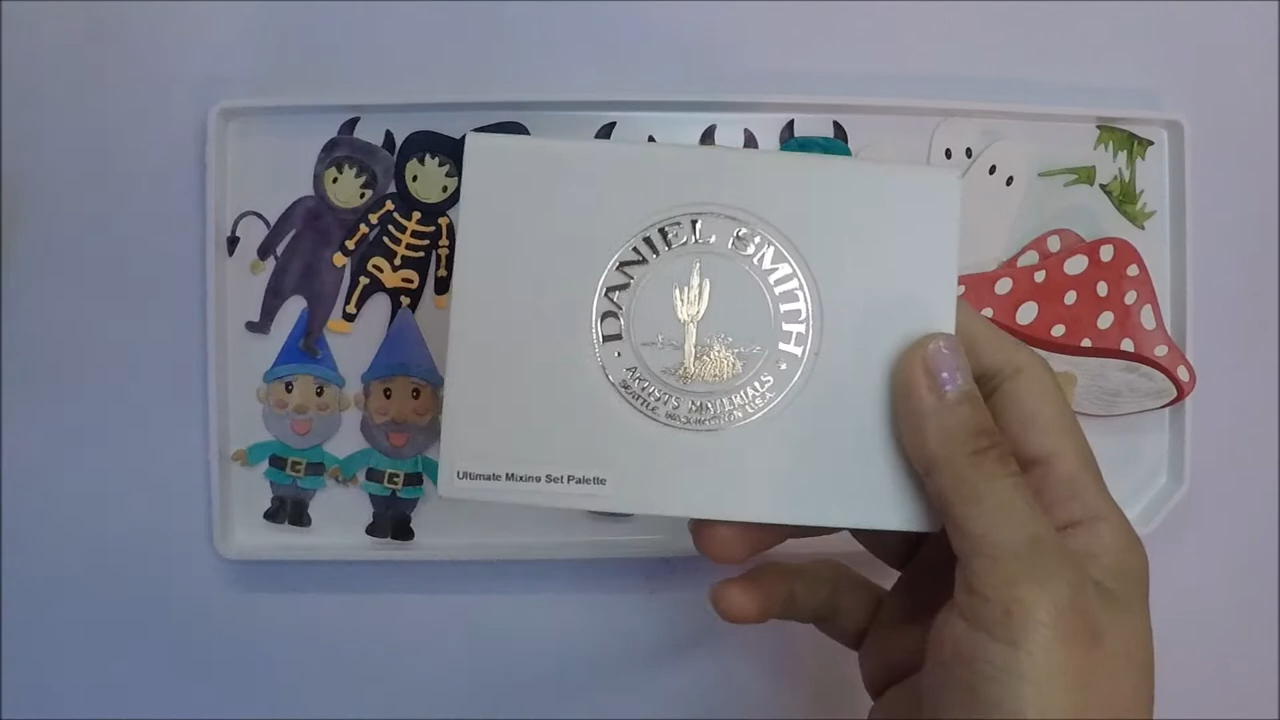 DANIEL SMITH
ARTISTS MATERIALS
SEATTLE, WASHINGTON U.S.A.
Ultimate Mixing Set Palette